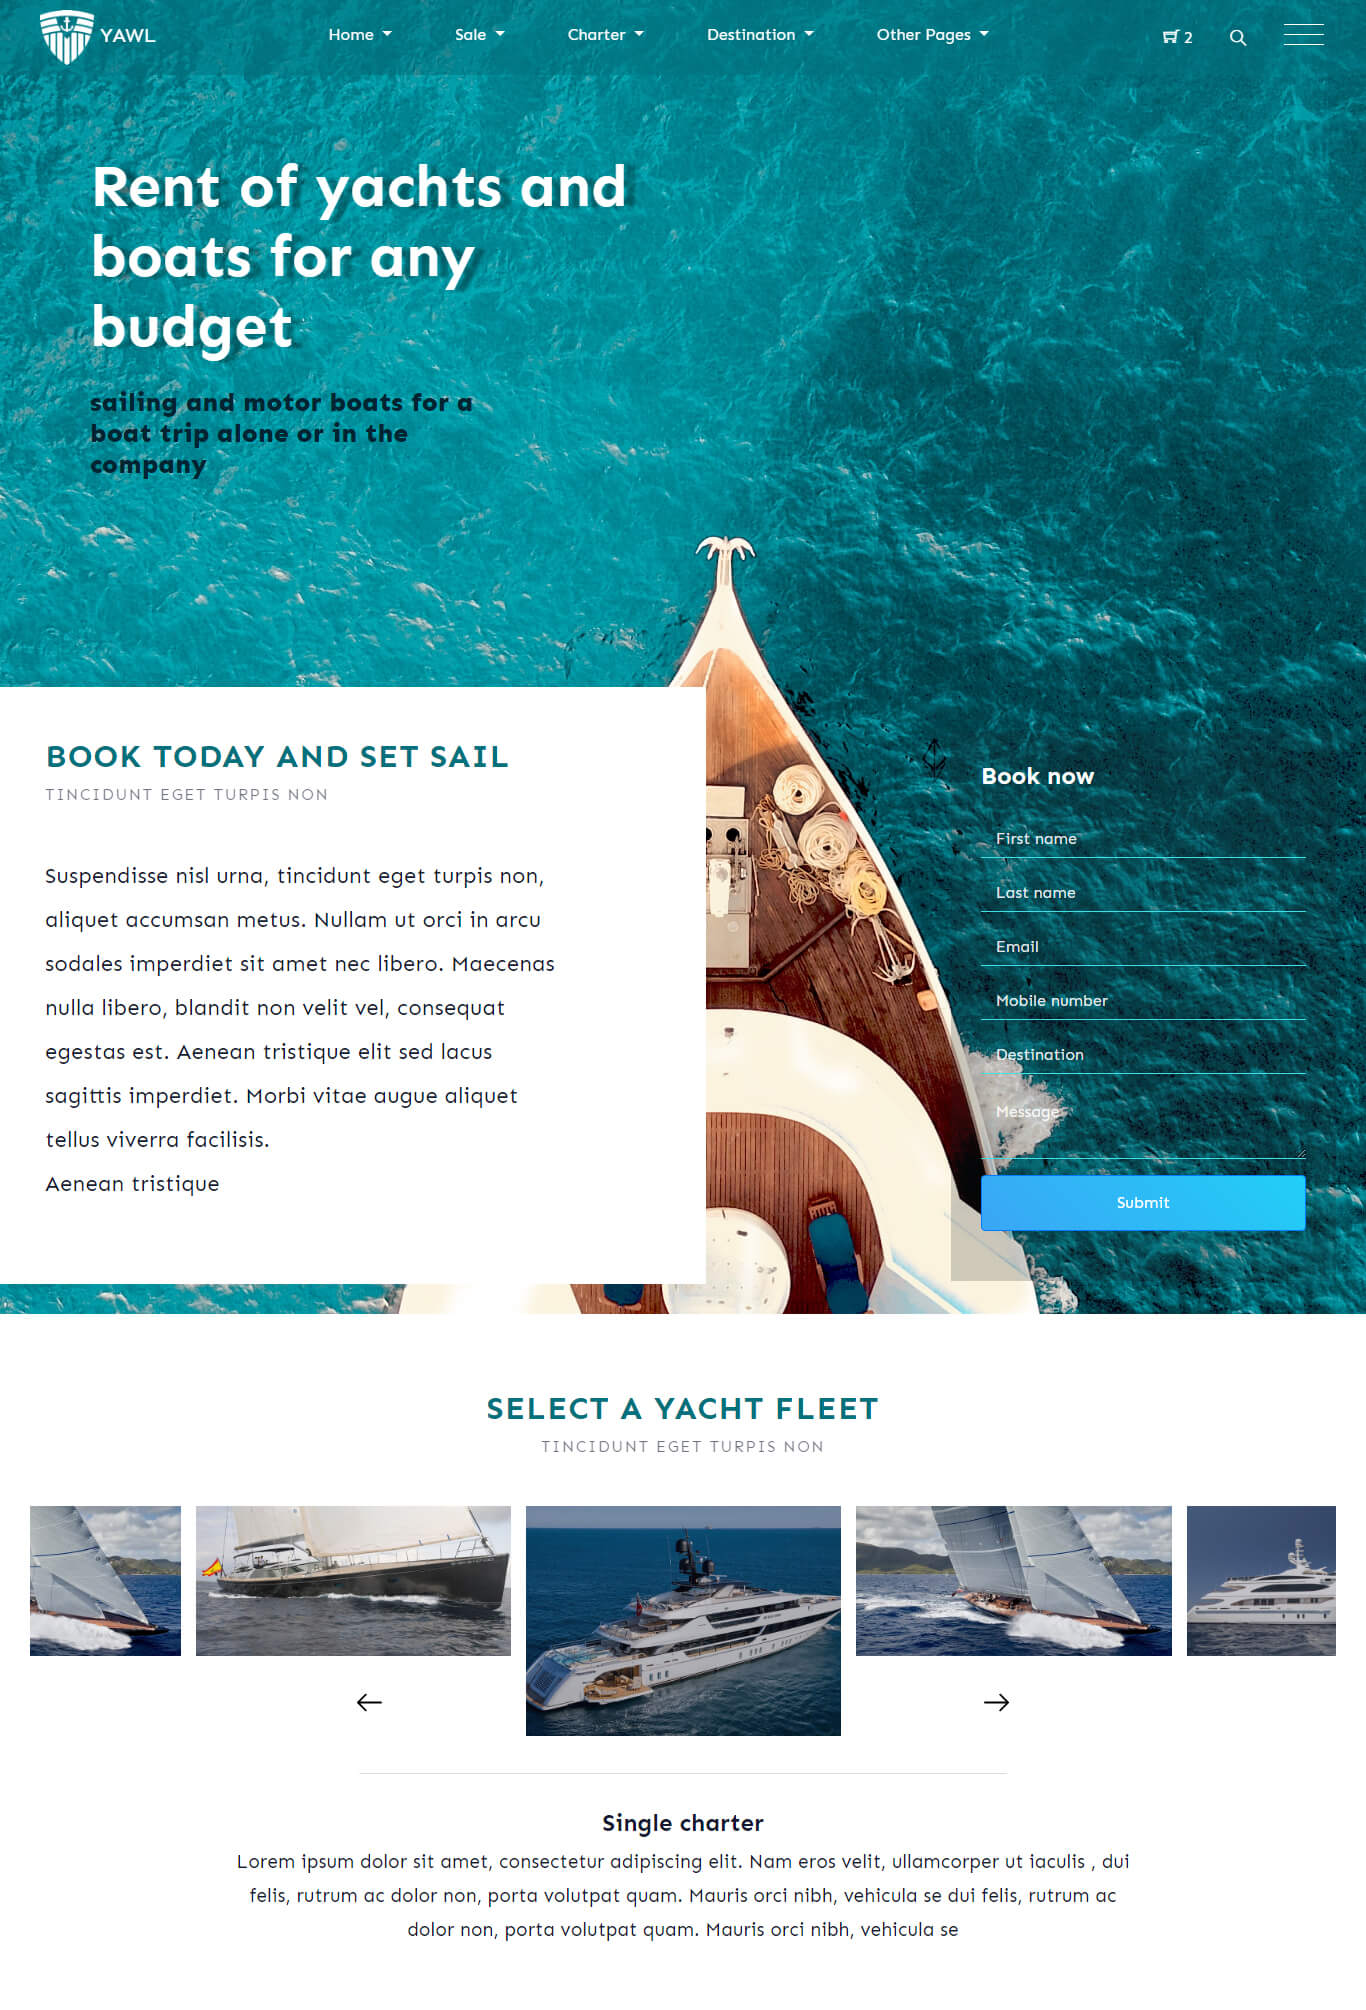 YAWL
Home
Sale
Charter
Destination
Other Pages
2
Rent of yachts and
boats for any
budget
sailing and motor boats for a
boat trip alone or in the
company
BOOK TODAY AND SET SAIL
TINCIDUNT EGET TURPIS NON
Suspendisse nisl urna, tincidunt eget turpis non,
aliquet accumsan metus. Nullam ut orci in arcu
sodales imperdiet sit amet nec libero. Maecenas
nulla libero, blandit non velit vel, consequat
egestas est. Aenean tristique elit sed lacus
sagittis imperdiet. Morbi vitae augue aliquet
tellus viverra facilisis.
Aenean tristique
Book now
First name
Last name
Email
Mobile number
Destination
Message
Submit
SELECT A YACHT FLEET
TINCIDUNT EGET TURPIS NON
Single charter
Lorem ipsum dolor sit amet, consectetur adipiscing elit. Nam eros velit, ullamcorper ut iaculis , dui
felis, rutrum ac dolor non, porta volutpat quam. Mauris orci nibh, vehicula se dui felis, rutrum ac
dolor non, porta volutpat quam. Mauris orci nibh, vehicula se